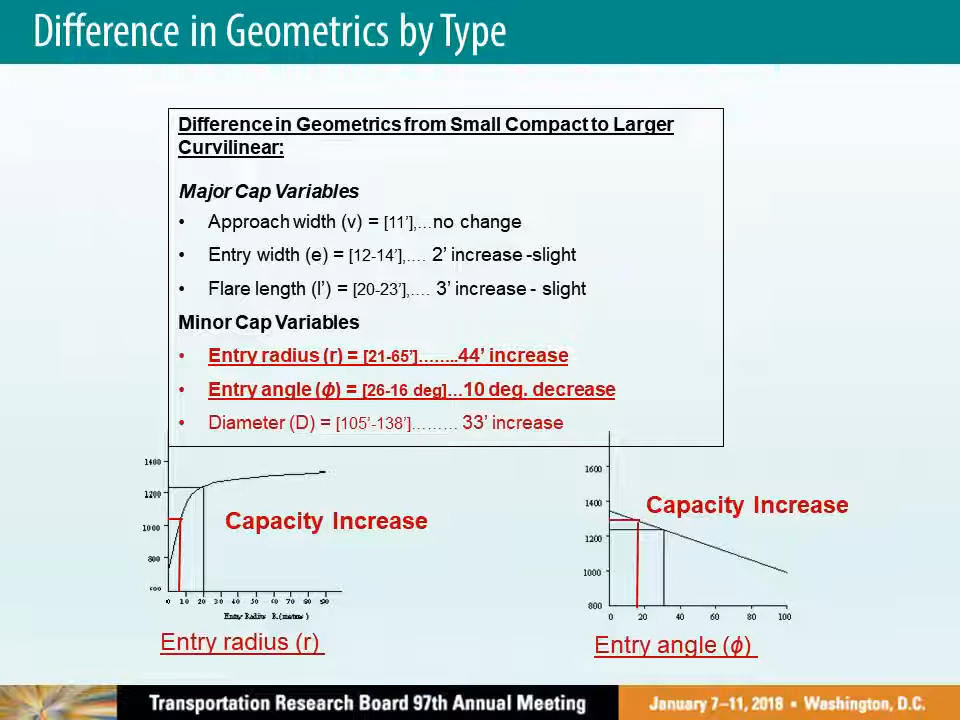 Difference in Geometrics by Type
Difference in Geometrics from Small Compact to Larger
Curvilinear:
Major Cap Variables
• Approach width (v) = [11’],…no change
• Entry width (e) = [12-14’],…. 2’ increase -slight
• Flare length (l’) = [20-23’],…. 3’ increase - slight
Minor Cap Variables
• Entry radius (r) = [21-65’]……..44’ increase
• Entry angle (ϕ) = [26-16 deg]…10 deg. decrease
• Diameter (D) = [105’-138’]……… 33’ increase
1400
1200
1000
800
600
0 10 20 30 40 50 60 70 80 90
Entry Radius R (metres)
Capacity Increase
Entry radius (r)
1600
1400
1200
1000
800
0 20 40 60 80 100
Capacity Increase
Entry angle (ϕ)
Transportation Research Board 97th Annual Meeting
January 7–11, 2018 • Washington, D.C.